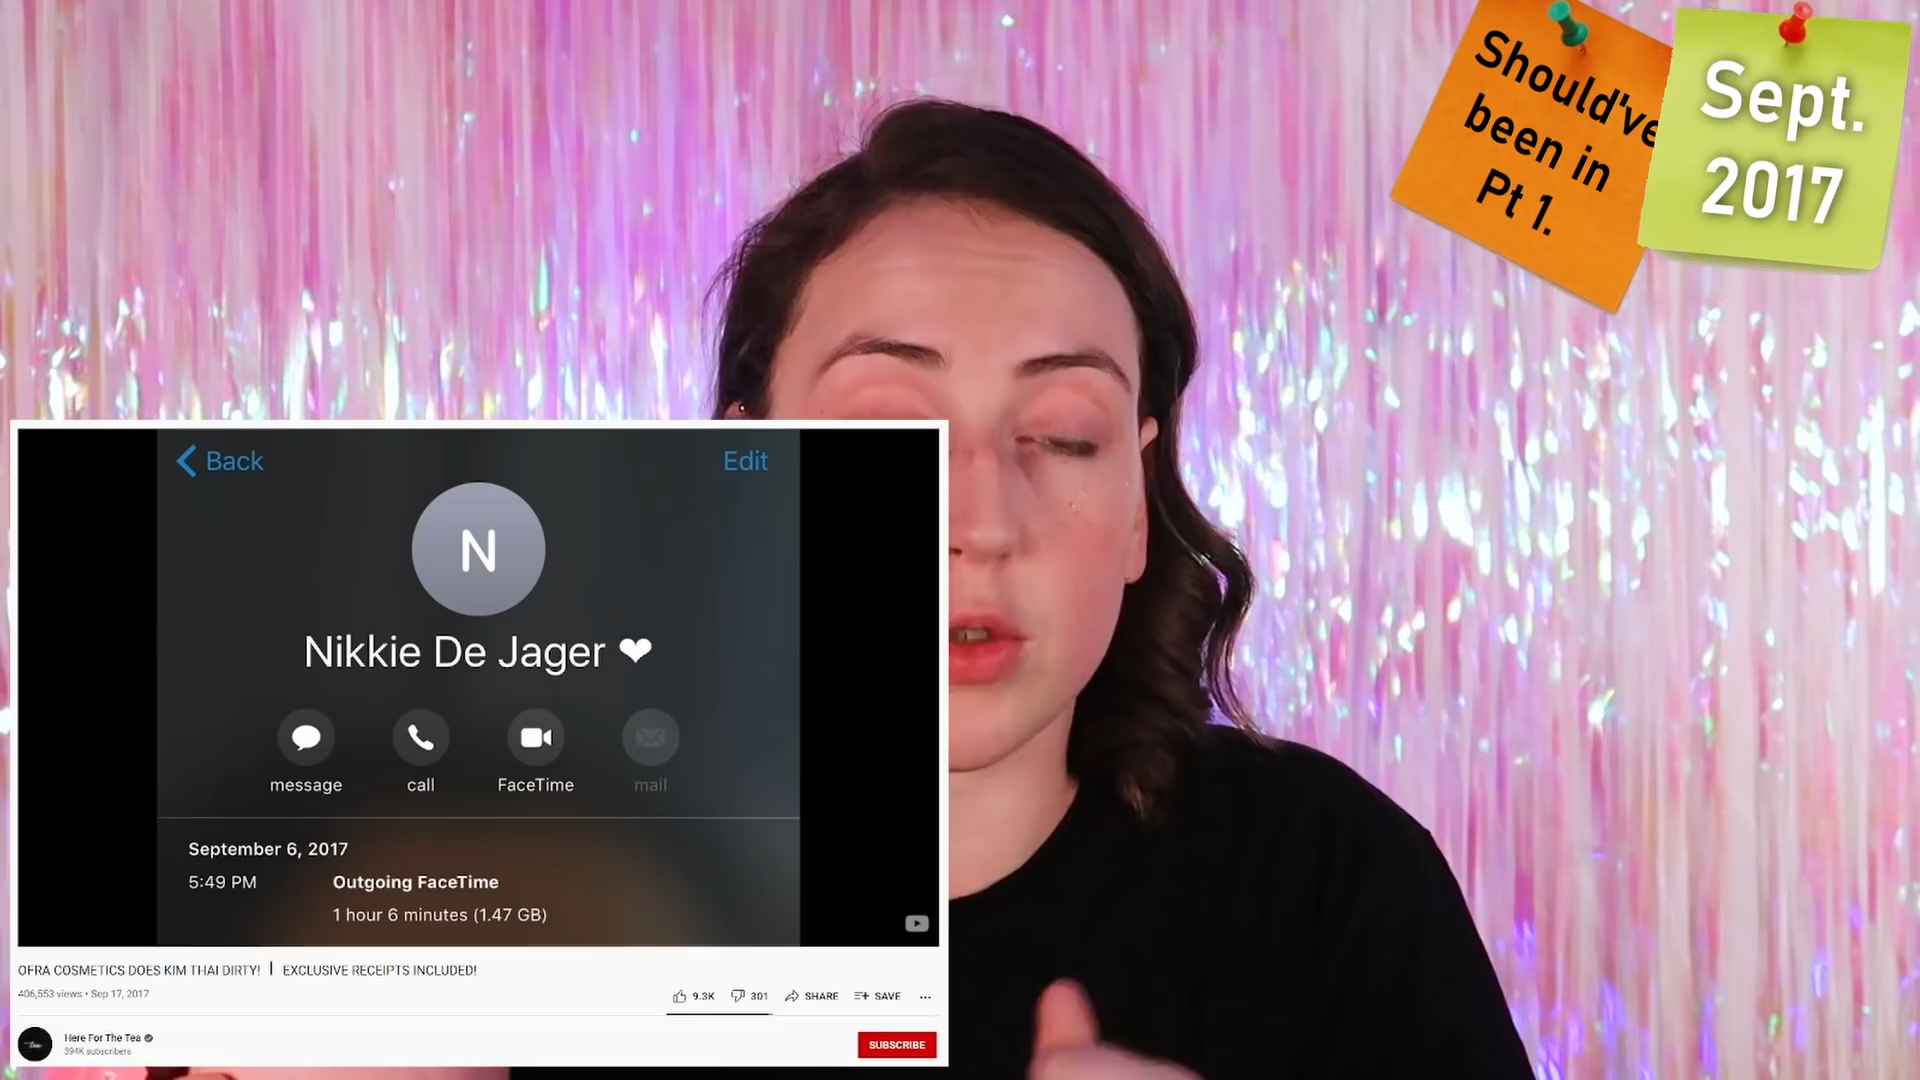 Should've
been in
Pt 1.
Sept.
2017
Back
Edit
N
Nikkie De Jager ❤
message
call
FaceTime
mail
September 6, 2017
5:49 PM
Outgoing FaceTime
1 hour 6 minutes (1.47 GB)
OFRA COSMETICS DOES KIM THAI DIRTY! | EXCLUSIVE RECEIPTS INCLUDED!
406,553 views • Sep 17, 2017
9.3K
301
SHARE
SAVE
...
Here For The Tea
394K subscribers
SUBSCRIBE